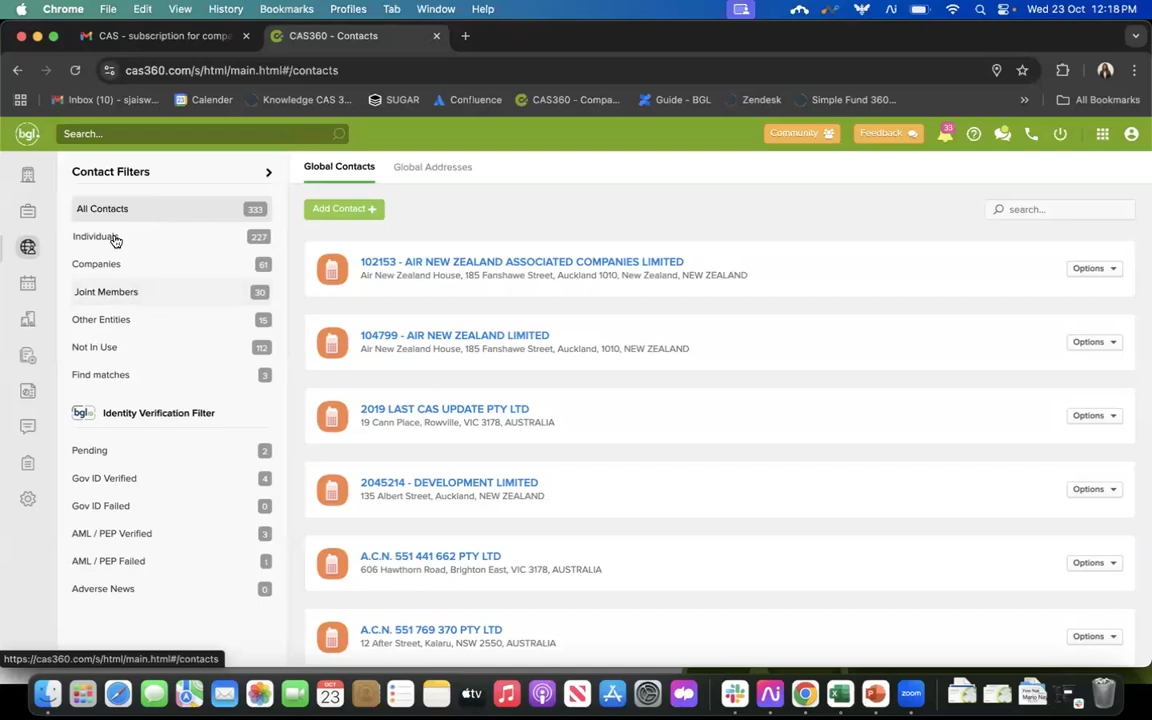 Chrome File Edit View History Bookmarks Profiles Tab Window Help Wed 23 Oct 12:18 PM
CAS - subscription for comp CAS360 - Contacts
cas360.com/s/html/main.html#/contacts
Inbox (10) - sjaisw... Calender Knowledge CAS 3... SUGAR Confluence CAS360 - Compa... Guide - BGL Zendesk Simple Fund 360... » All Bookmarks
bgl. Search... Community Feedback 33
Contact Filters
Global Contacts Global Addresses
All Contacts 333
Add Contact + search...
Individuals 227
Companies 61
102153 - AIR NEW ZEALAND ASSOCIATED COMPANIES LIMITED
Air New Zealand House, 185 Fanshawe Street, Auckland 1010, New Zealand, NEW ZEALAND
Options
Joint Members 30
Other Entities 15
104799 - AIR NEW ZEALAND LIMITED
Air New Zealand House, 185 Fanshawe Street, Auckland, 1010, NEW ZEALAND
Options
Not In Use 112
Find matches 3
bgl. Identity Verification Filter
2019 LAST CAS UPDATE PTY LTD
19 Cann Place, Rowville, VIC 3178, AUSTRALIA
Options
Pending 2
Gov ID Verified 4
2045214 - DEVELOPMENT LIMITED
135 Albert Street, Auckland, NEW ZEALAND
Options
Gov ID Failed 0
AML / PEP Verified 3
A.C.N. 551 441 662 PTY LTD
606 Hawthorn Road, Brighton East, VIC 3178, AUSTRALIA
Options
AML / PEP Failed 1
Adverse News 0
A.C.N. 551 769 370 PTY LTD
12 After Street, Kalaru, NSW 2550, AUSTRALIA
Options
https://cas360.com/s/html/main.html#/contacts
OCT
23
tv
zoom